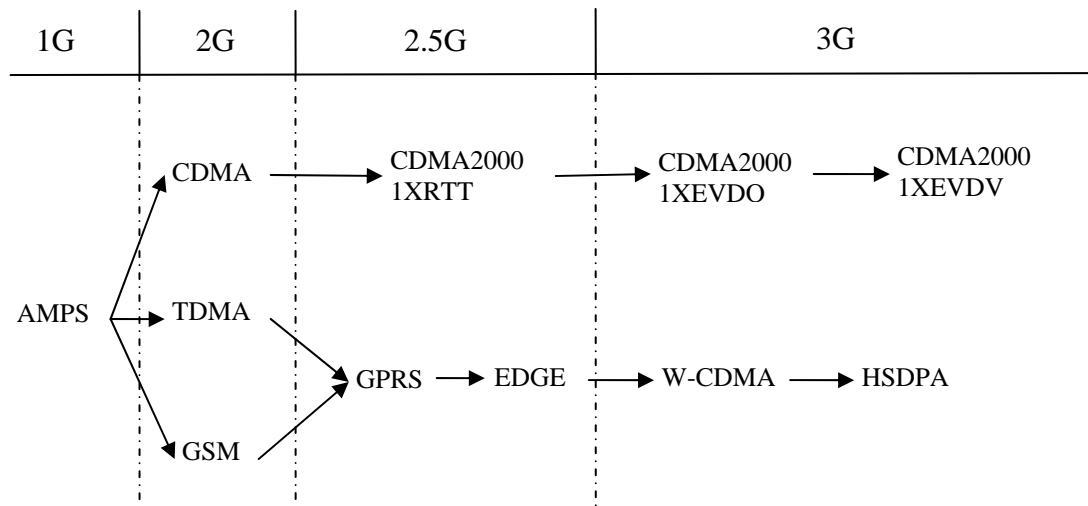 1G
2G
2.5G
3G
CDMA
CDMA2000
1XRTT
CDMA2000
1XEVDO
CDMA2000
1XEVDV
AMPS
TDMA
GPRS
EDGE
W-CDMA
HSDPA
GSM